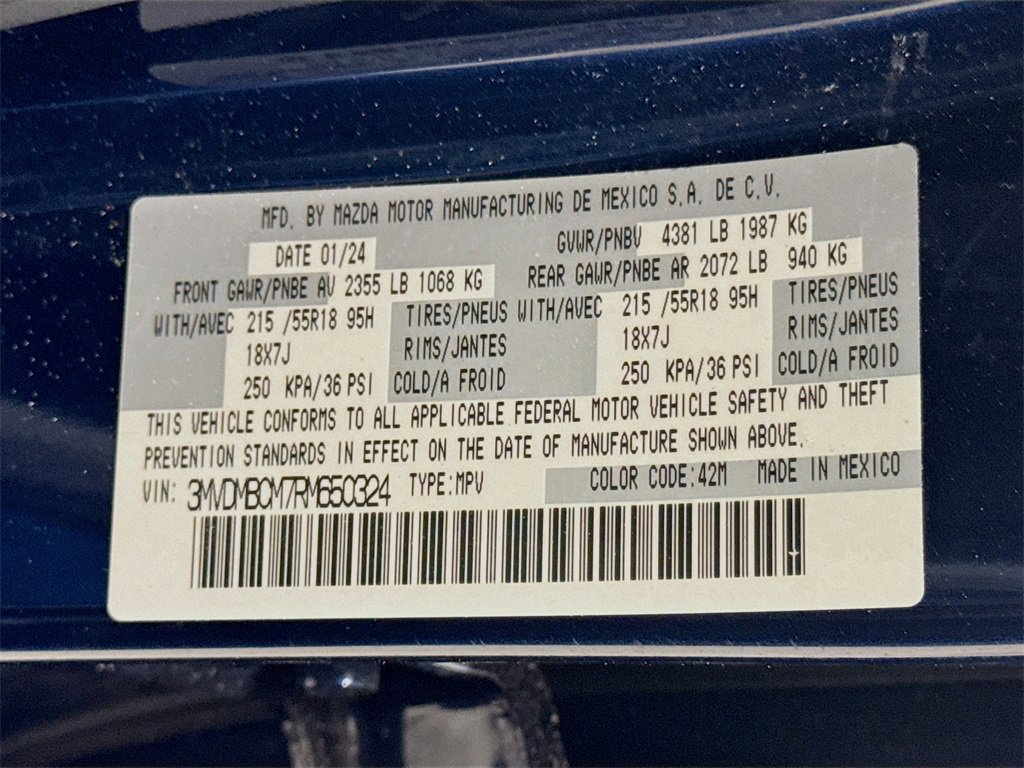 MFD. BY MAZDA MOTOR MANUFACTURING DE MEXICO S.A. DE C.V.
DATE 01/24 GVWR/PNBV 4381 LB 1987 KG
FRONT GAWR/PNBE AV 2355 LB 1068 KG REAR GAWR/PNBE AR 2072 LB 940 KG
WITH/AVEC 215 /55R18 95H TIRES/PNEUS WITH/AVEC 215 /55R18 95H TIRES/PNEUS
18X7J RIMS/JANTES 18X7J RIMS/JANTES
250 KPA/36 PSI COLD/A FROID 250 KPA/36 PSI COLD/A FROID
THIS VEHICLE CONFORMS TO ALL APPLICABLE FEDERAL MOTOR VEHICLE SAFETY AND THEFT
PREVENTION STANDARDS IN EFFECT ON THE DATE OF MANUFACTURE SHOWN ABOVE.
VIN: 3MVDMBCM7RM650324 TYPE:MPV COLOR CODE:42M MADE IN MEXICO